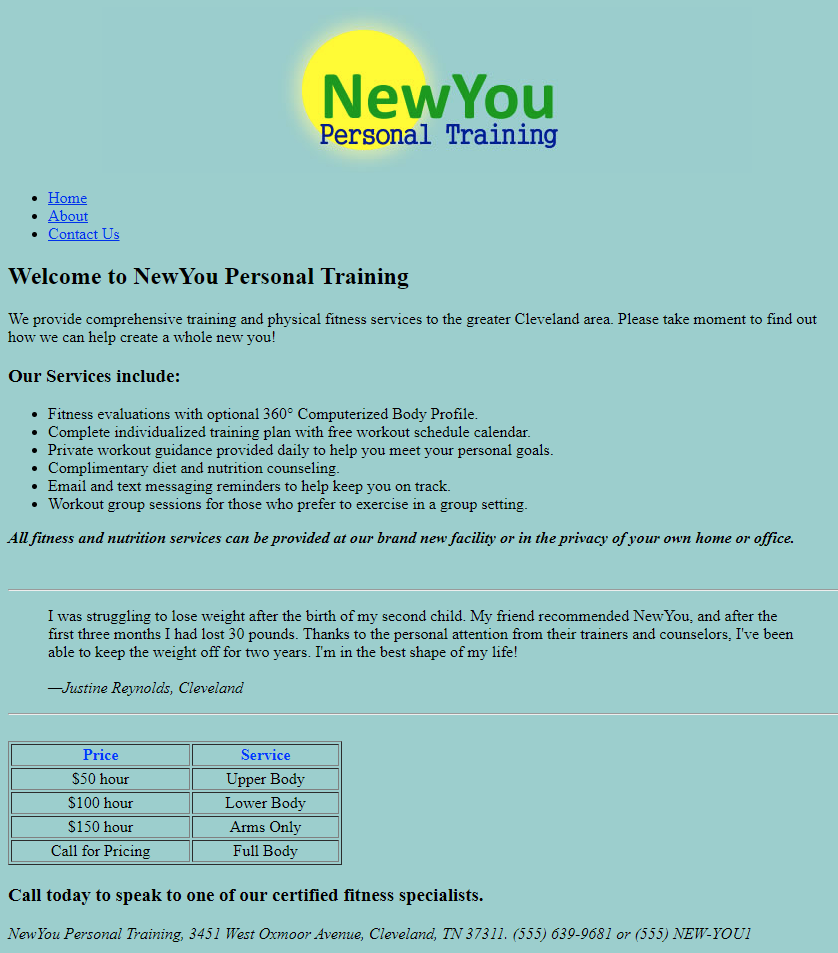 NewYou
Personal Training
Home
About
Contact Us
Welcome to NewYou Personal Training
We provide comprehensive training and physical fitness services to the greater Cleveland area. Please take moment to find out
how we can help create a whole new you!
Our Services include:
Fitness evaluations with optional 360° Computerized Body Profile.
Complete individualized training plan with free workout schedule calendar.
Private workout guidance provided daily to help you meet your personal goals.
Complimentary diet and nutrition counseling.
Email and text messaging reminders to help keep you on track.
Workout group sessions for those who prefer to exercise in a group setting.
All fitness and nutrition services can be provided at our brand new facility or in the privacy of your own home or office.
I was struggling to lose weight after the birth of my second child. My friend recommended NewYou, and after the
first three months I had lost 30 pounds. Thanks to the personal attention from their trainers and counselors, I've been
able to keep the weight off for two years. I'm in the best shape of my life!
—Justine Reynolds, Cleveland
Price Service
$50 hour Upper Body
$100 hour Lower Body
$150 hour Arms Only
Call for Pricing Full Body
Call today to speak to one of our certified fitness specialists.
NewYou Personal Training, 3451 West Oxmoor Avenue, Cleveland, TN 37311. (555) 639-9681 or (555) NEW-YOU1